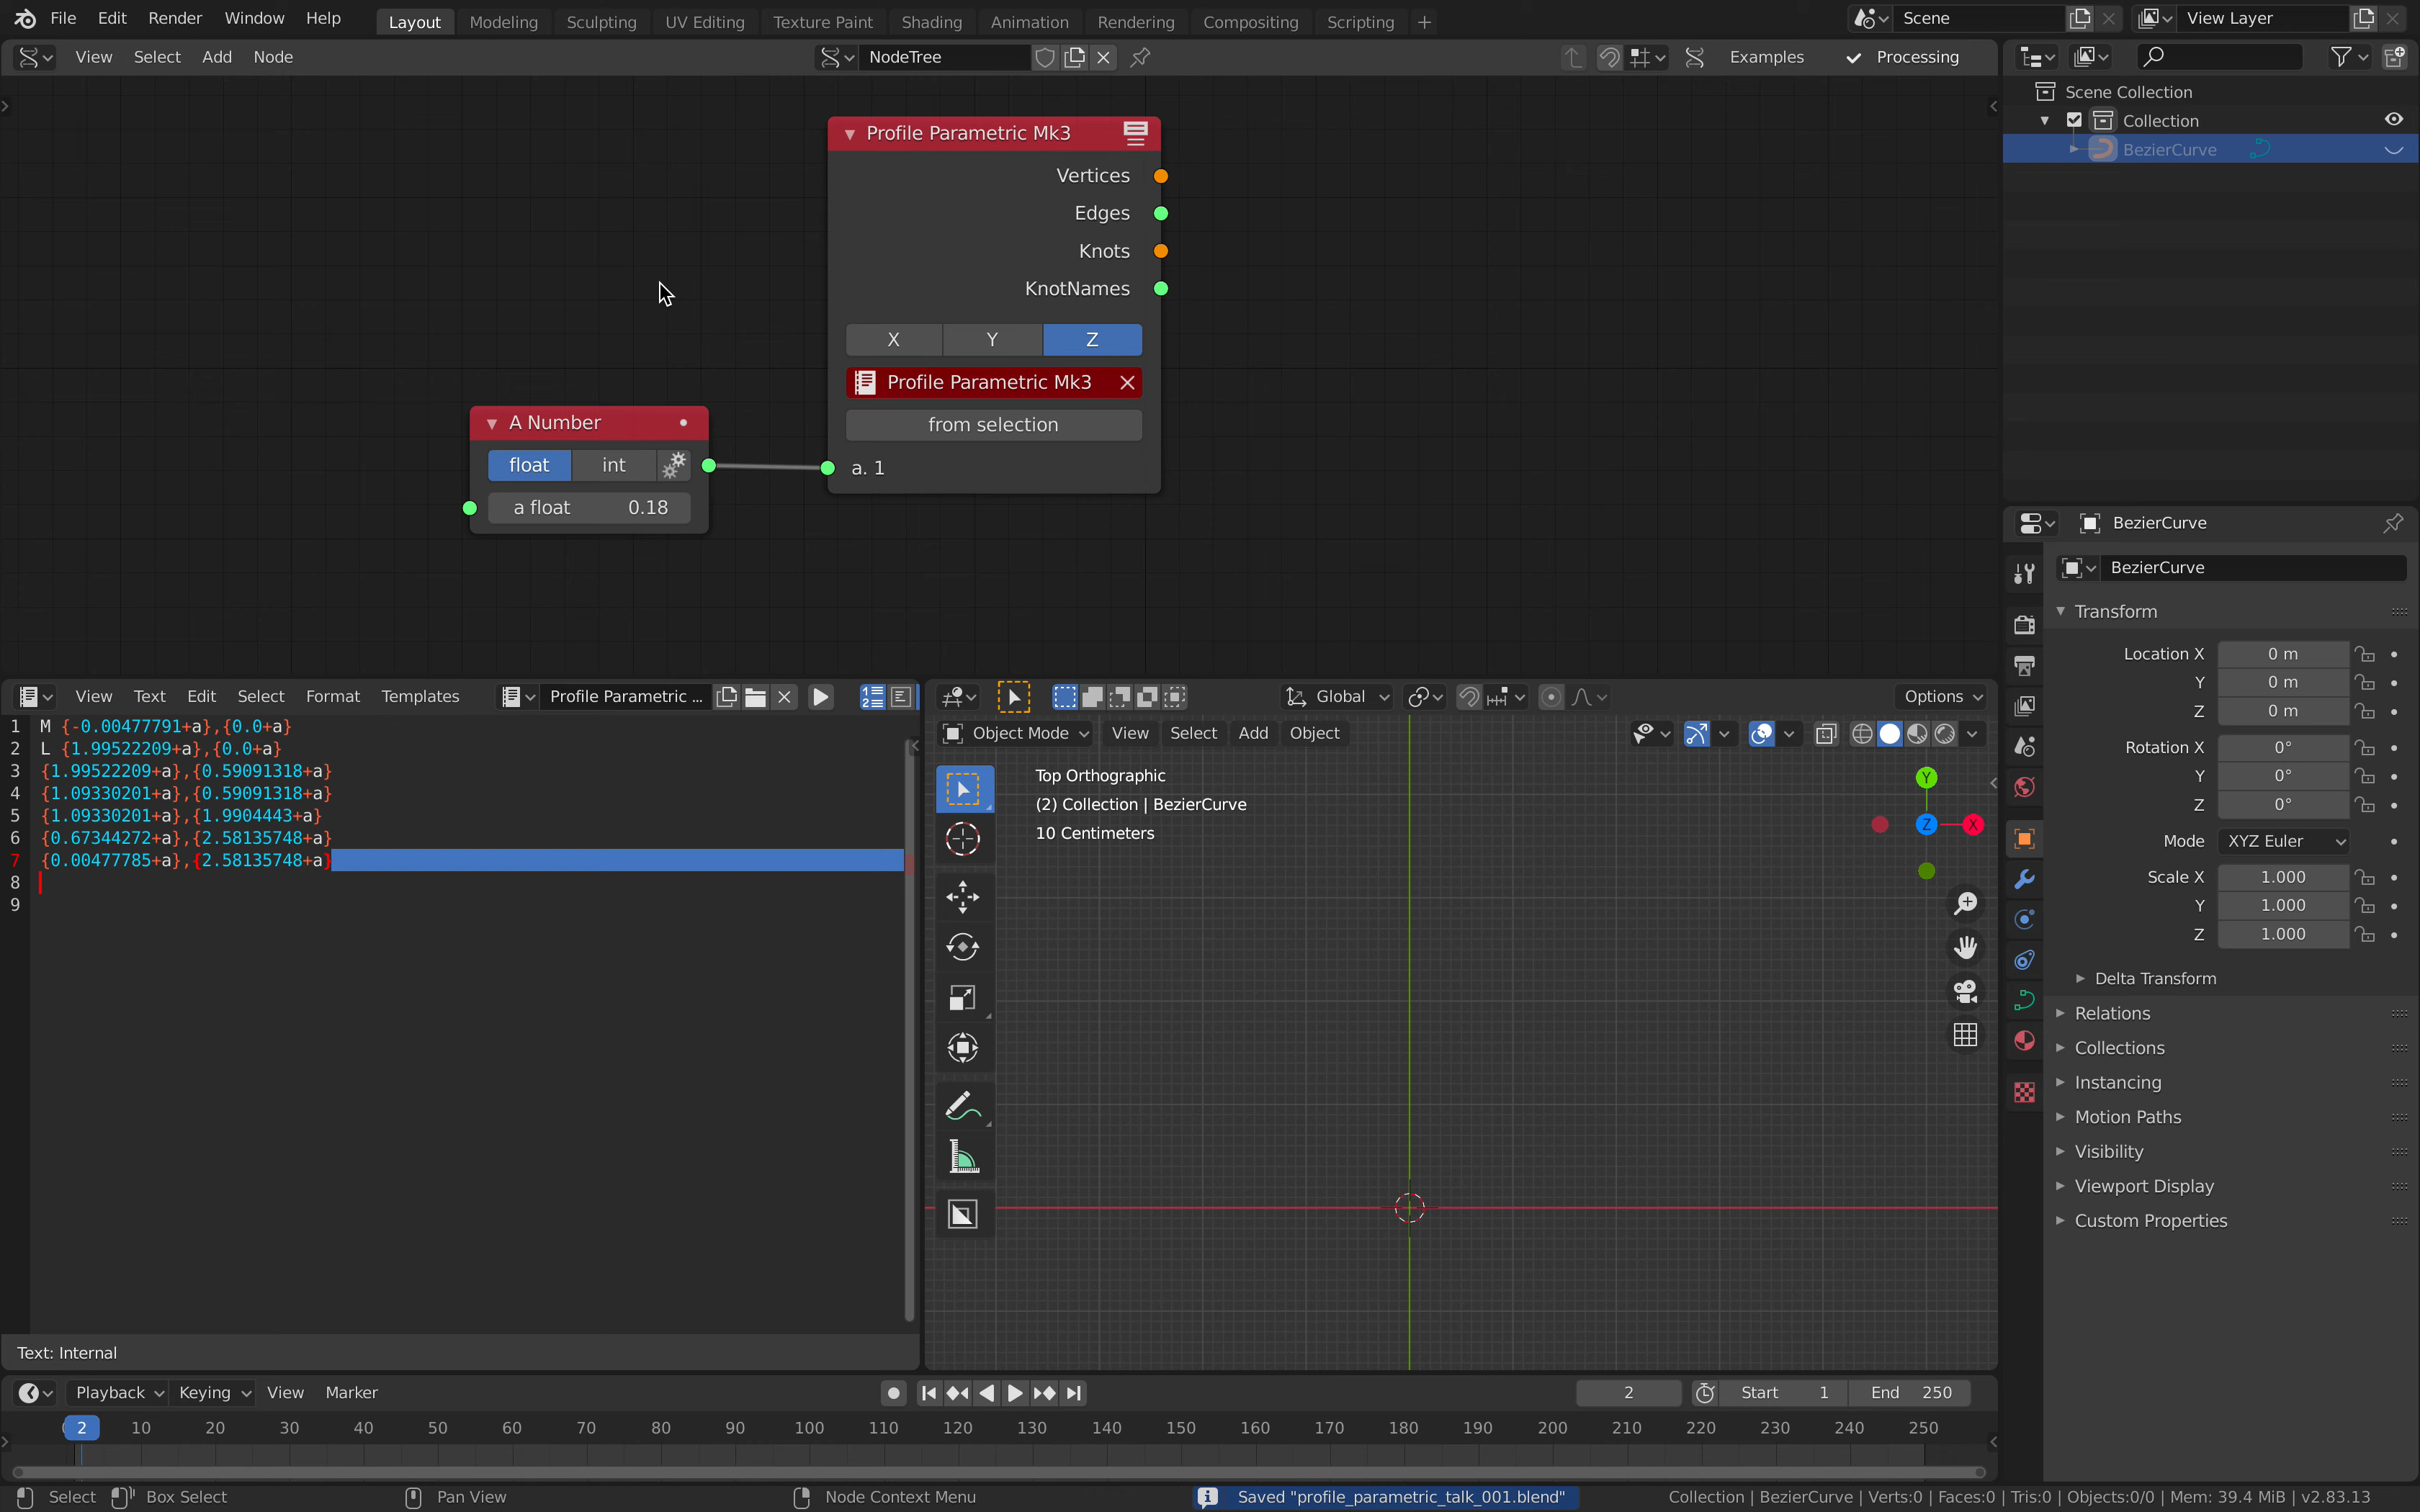 File Edit Render Window Help
Layout Modeling Sculpting UV Editing Texture Paint Shading Animation Rendering Compositing Scripting +
Scene
View Layer
View Select Add Node
NodeTree
Examples
Processing
Profile Parametric Mk3
Vertices
Edges
Knots
KnotNames
X Y Z
Profile Parametric Mk3
from selection
a. 1
A Number
float int
a float 0.18
Scene Collection
Collection
BezierCurve
BezierCurve
BezierCurve
Transform
Location X 0 m
Y 0 m
Z 0 m
Rotation X 0°
Y 0°
Z 0°
Mode XYZ Euler
Scale X 1.000
Y 1.000
Z 1.000
Delta Transform
Relations
Collections
Instancing
Motion Paths
Visibility
Viewport Display
Custom Properties
View Text Edit Select Format Templates
Profile Parametric ...
1 M {-0.00477791+a},{0.0+a}
2 L {1.99522209+a},{0.0+a}
3 {1.99522209+a},{0.59091318+a}
4 {1.09330201+a},{0.59091318+a}
5 {1.09330201+a},{1.9904443+a}
6 {0.67344272+a},{2.58135748+a}
7 {0.00477785+a},{2.58135748+a}
8
9
Text: Internal
Global
Options
Object Mode View Select Add Object
Top Orthographic
(2) Collection | BezierCurve
10 Centimeters
Y
Z
X
Playback Keying View Marker
2
Start 1
End 250
2 10 20 30 40 50 60 70 80 90 100 110 120 130 140 150 160 170 180 190 200 210 220 230 240 250
Select
Box Select
Pan View
Node Context Menu
Saved "profile_parametric_talk_001.blend"
Collection | BezierCurve | Verts:0 | Faces:0 | Tris:0 | Objects:0/0 | Mem: 39.4 MiB | v2.83.13